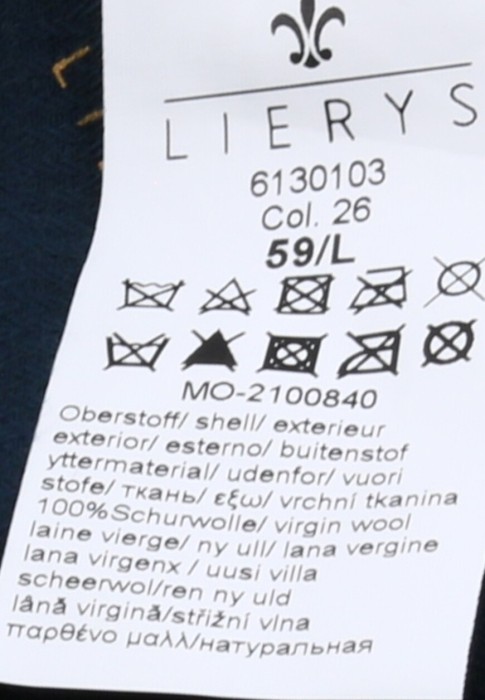 LIERYS
6130103
Col. 26
59/L
MO-2100840
Oberstoff/ shell/ exterieur
exterior/ esterno/ buitenstof
yttermaterial/ udenfor/ vuori
stofe/ ткань/ εξω/ vrchní tkanina
100%Schurwolle/ virgin wool
laine vierge/ ny ull/ lana vergine
lana virgenx / uusi villa
scheerwol/ren ny uld
lână virgină/střižní vlna
παρθένο μαλλ/натуральная